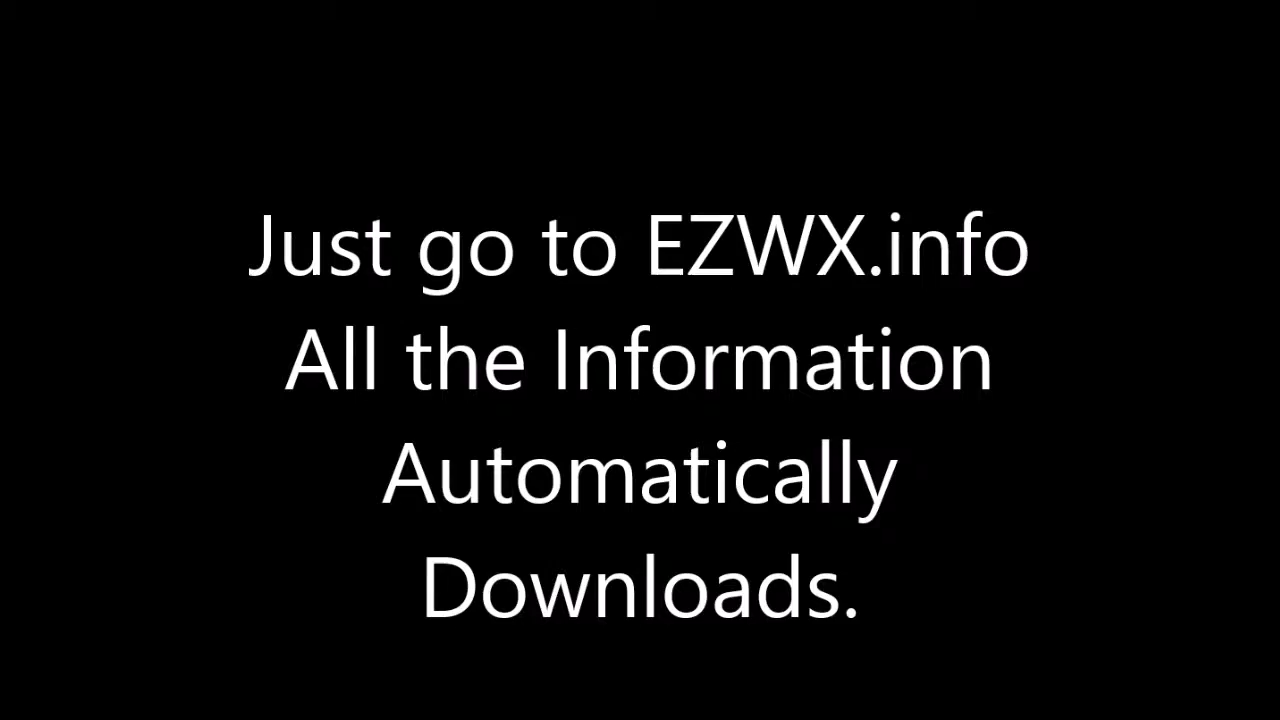 Just go to EZWX.info
All the Information
Automatically
Downloads.